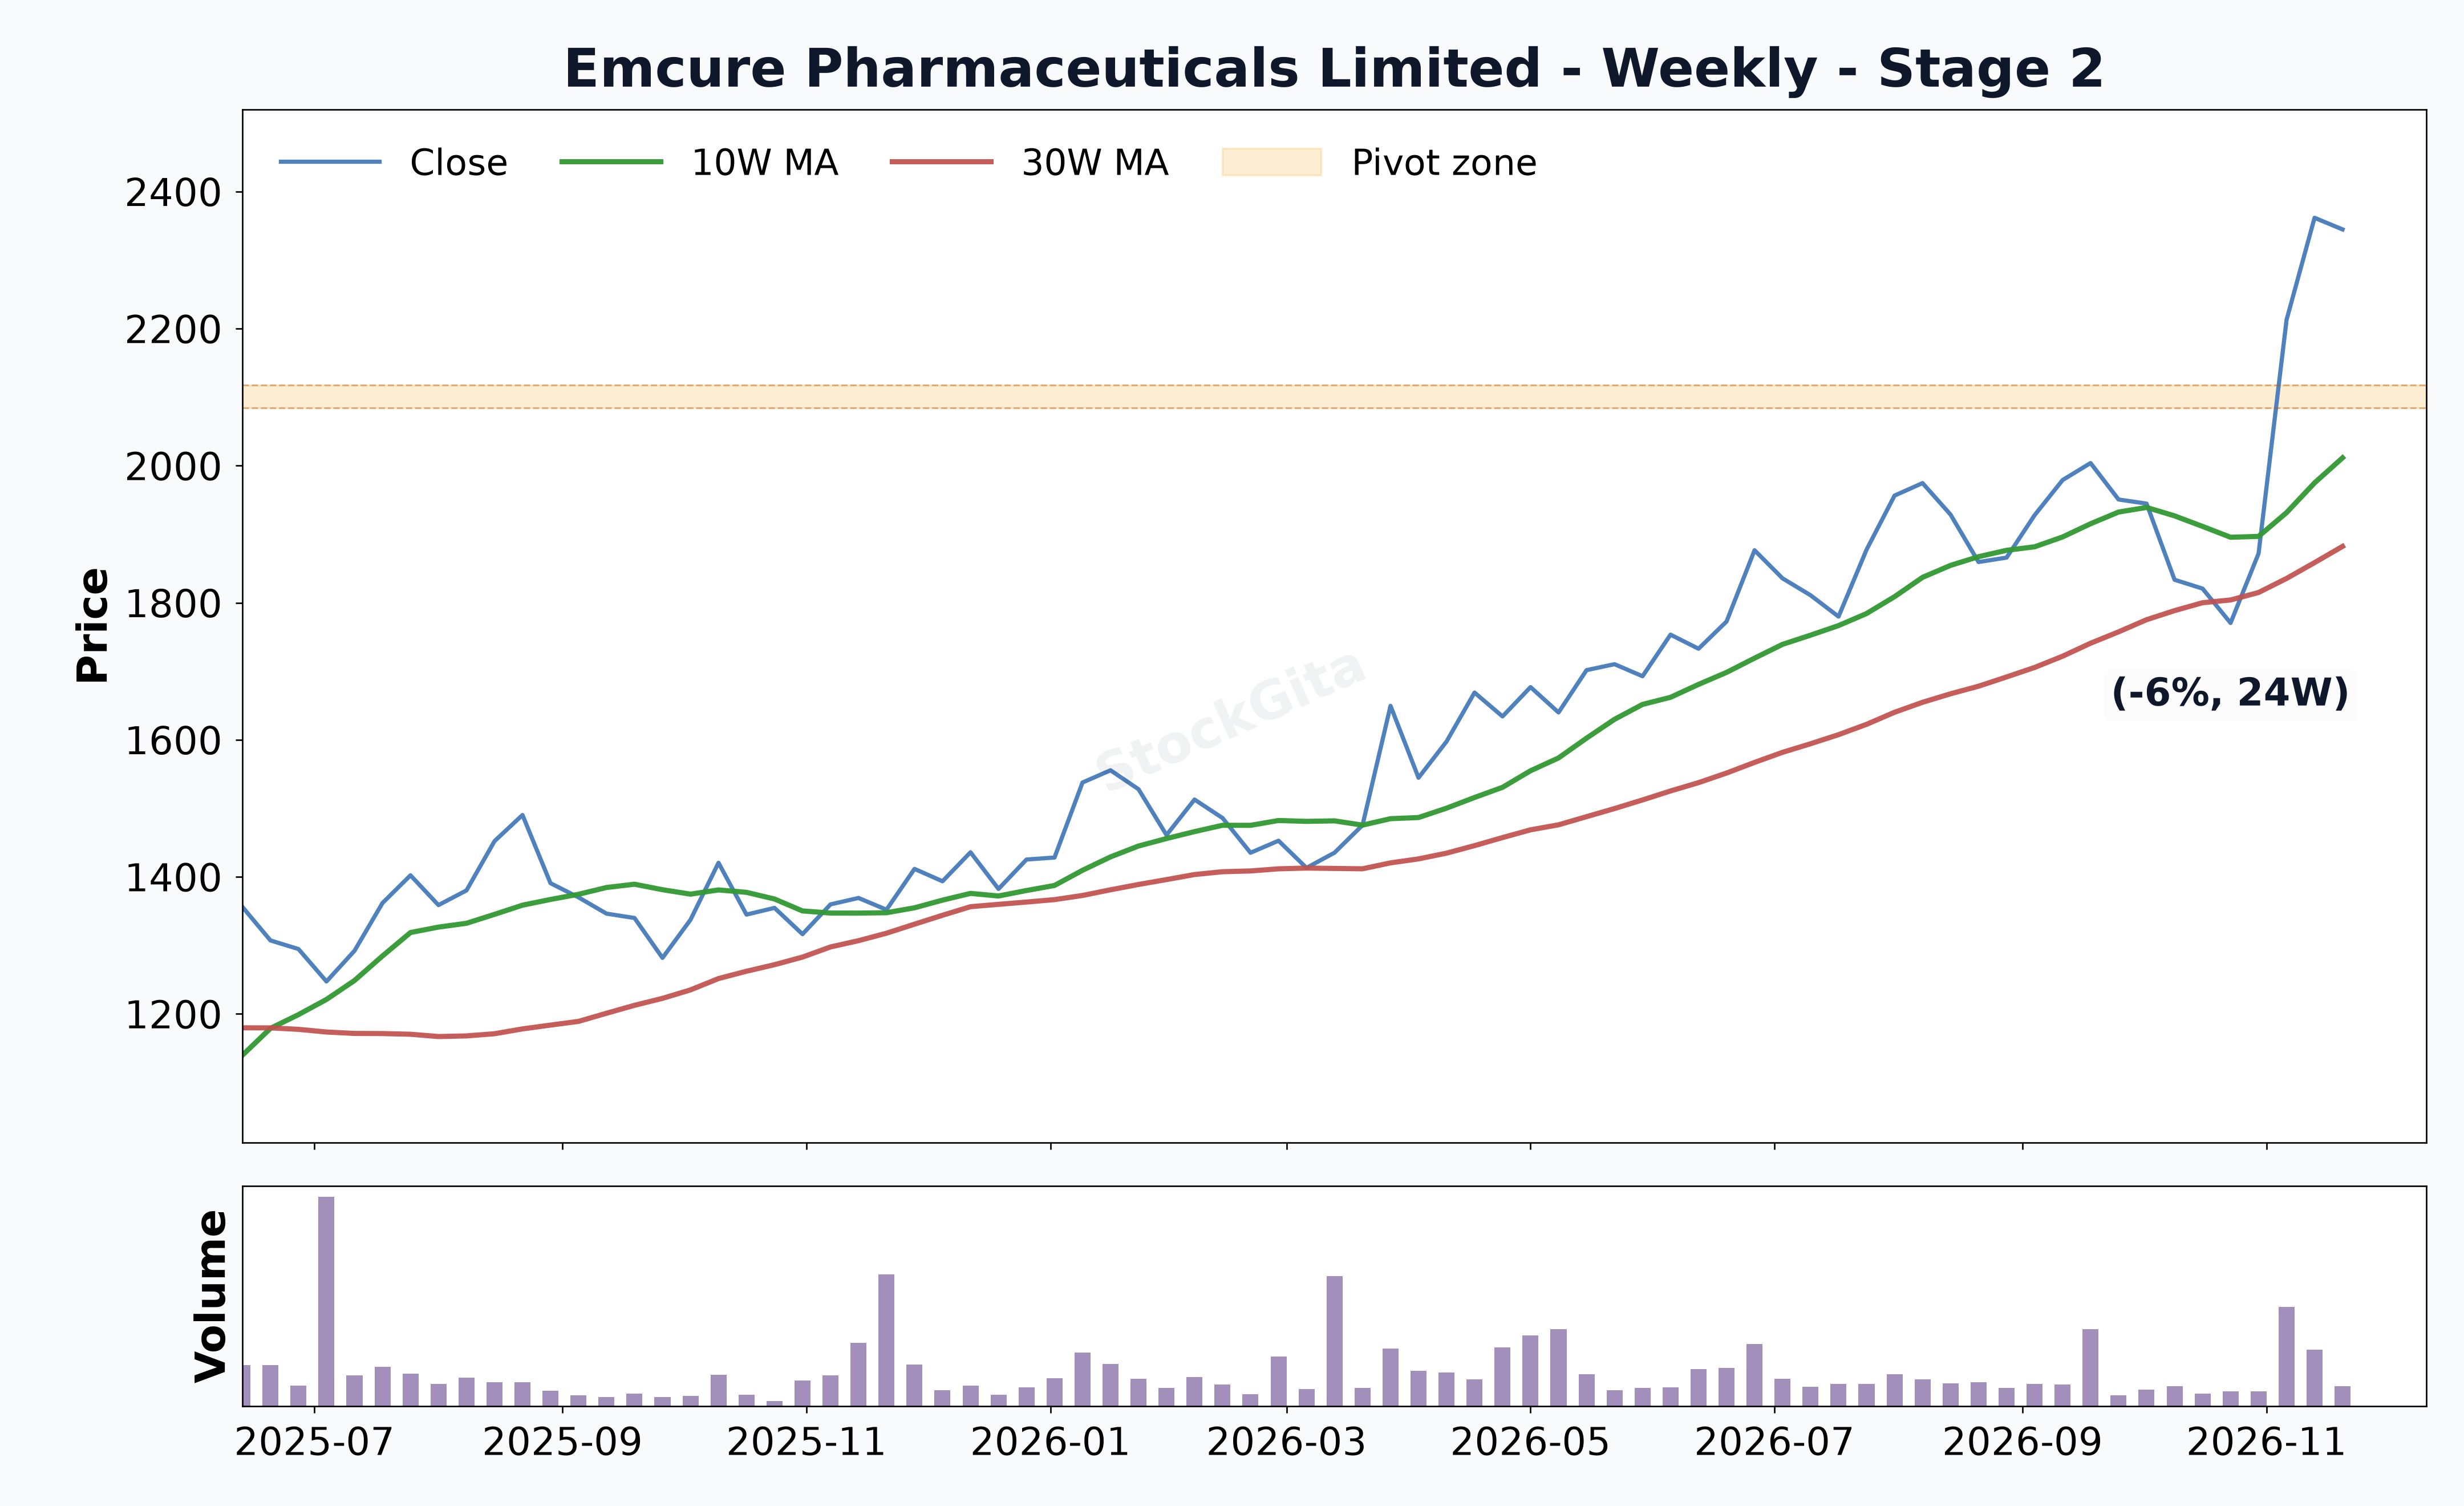 Emcure Pharmaceuticals Limited - Weekly - Stage 2
Close 10W MA 30W MA Pivot zone
2400
2200
2000
1800
1600
1400
1200
Price
StockGita
(-6%, 24W)
Volume
2025-07 2025-09 2025-11 2026-01 2026-03 2026-05 2026-07 2026-09 2026-11